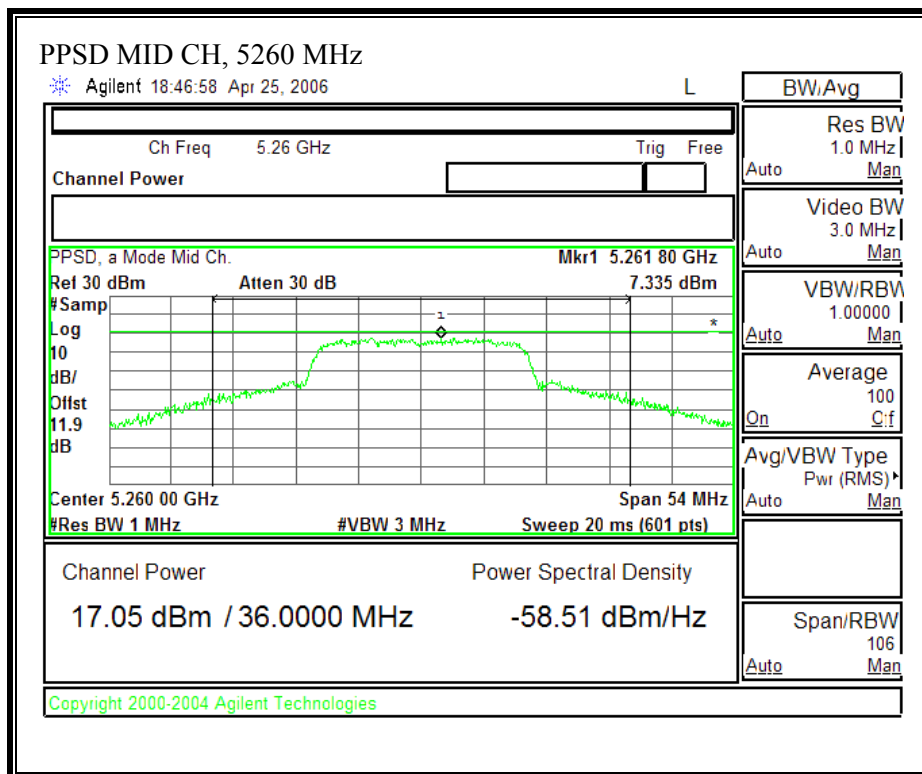 PPSD MID CH, 5260 MHz
Agilent 18:46:58 Apr 25, 2006 L
BW/Avg
Ch Freq 5.26 GHz Trig Free
Channel Power
Res BW
1.0 MHz
Auto Man
Video BW
3.0 MHz
Auto Man
PPSD, a Mode Mid Ch. Mkr1 5.261 80 GHz
Ref 30 dBm Atten 30 dB 7.335 dBm
#Samp
Log
10
dB/
Offst
11.9
dB
1
*
VBW/RBW
1.00000
Auto Man
Average
100
On
Avg/VBW Type
Pwr (RMS)
Auto Man
Center 5.260 00 GHz Span 54 MHz
#Res BW 1 MHz #VBW 3 MHz Sweep 20 ms (601 pts)
Channel Power Power Spectral Density
17.05 dBm / 36.0000 MHz -58.51 dBm/Hz
Span/RBW
106
Auto Man
Copyright 2000-2004 Agilent Technologies